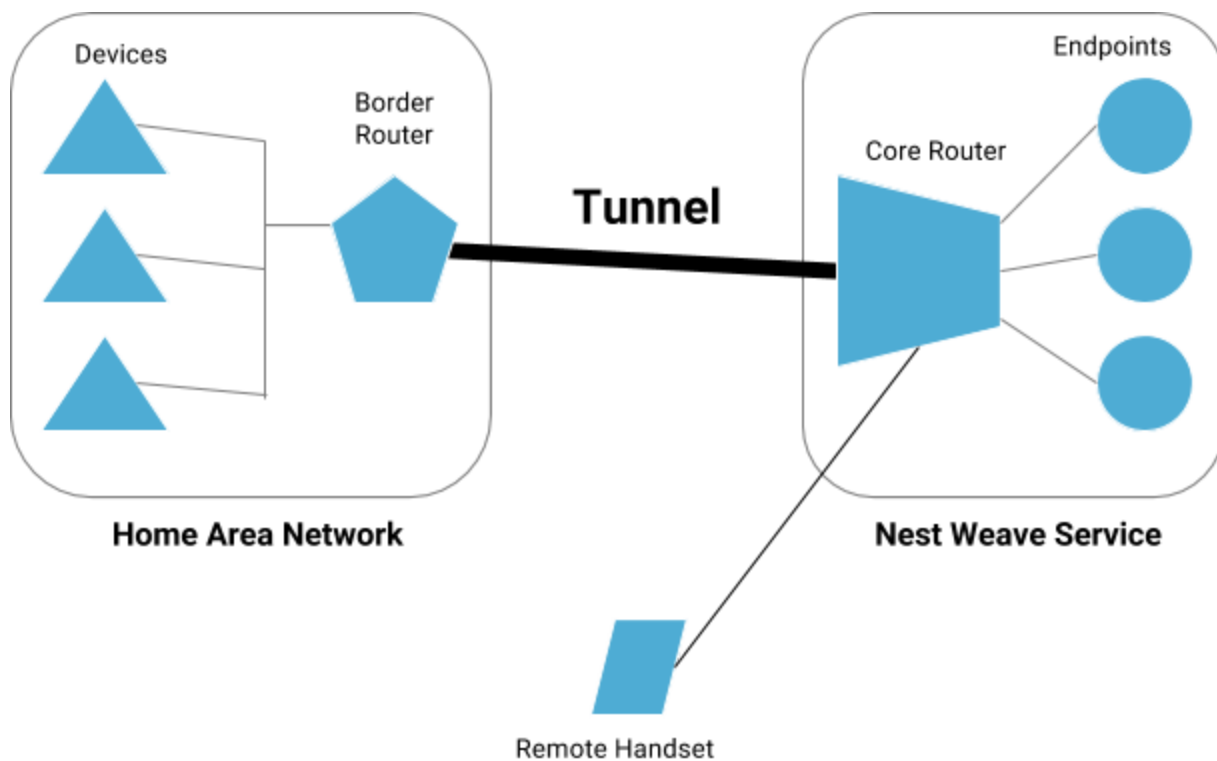 Devices
Border
Router
Tunnel
Core Router
Endpoints
Home Area Network
Nest Weave Service
Remote Handset